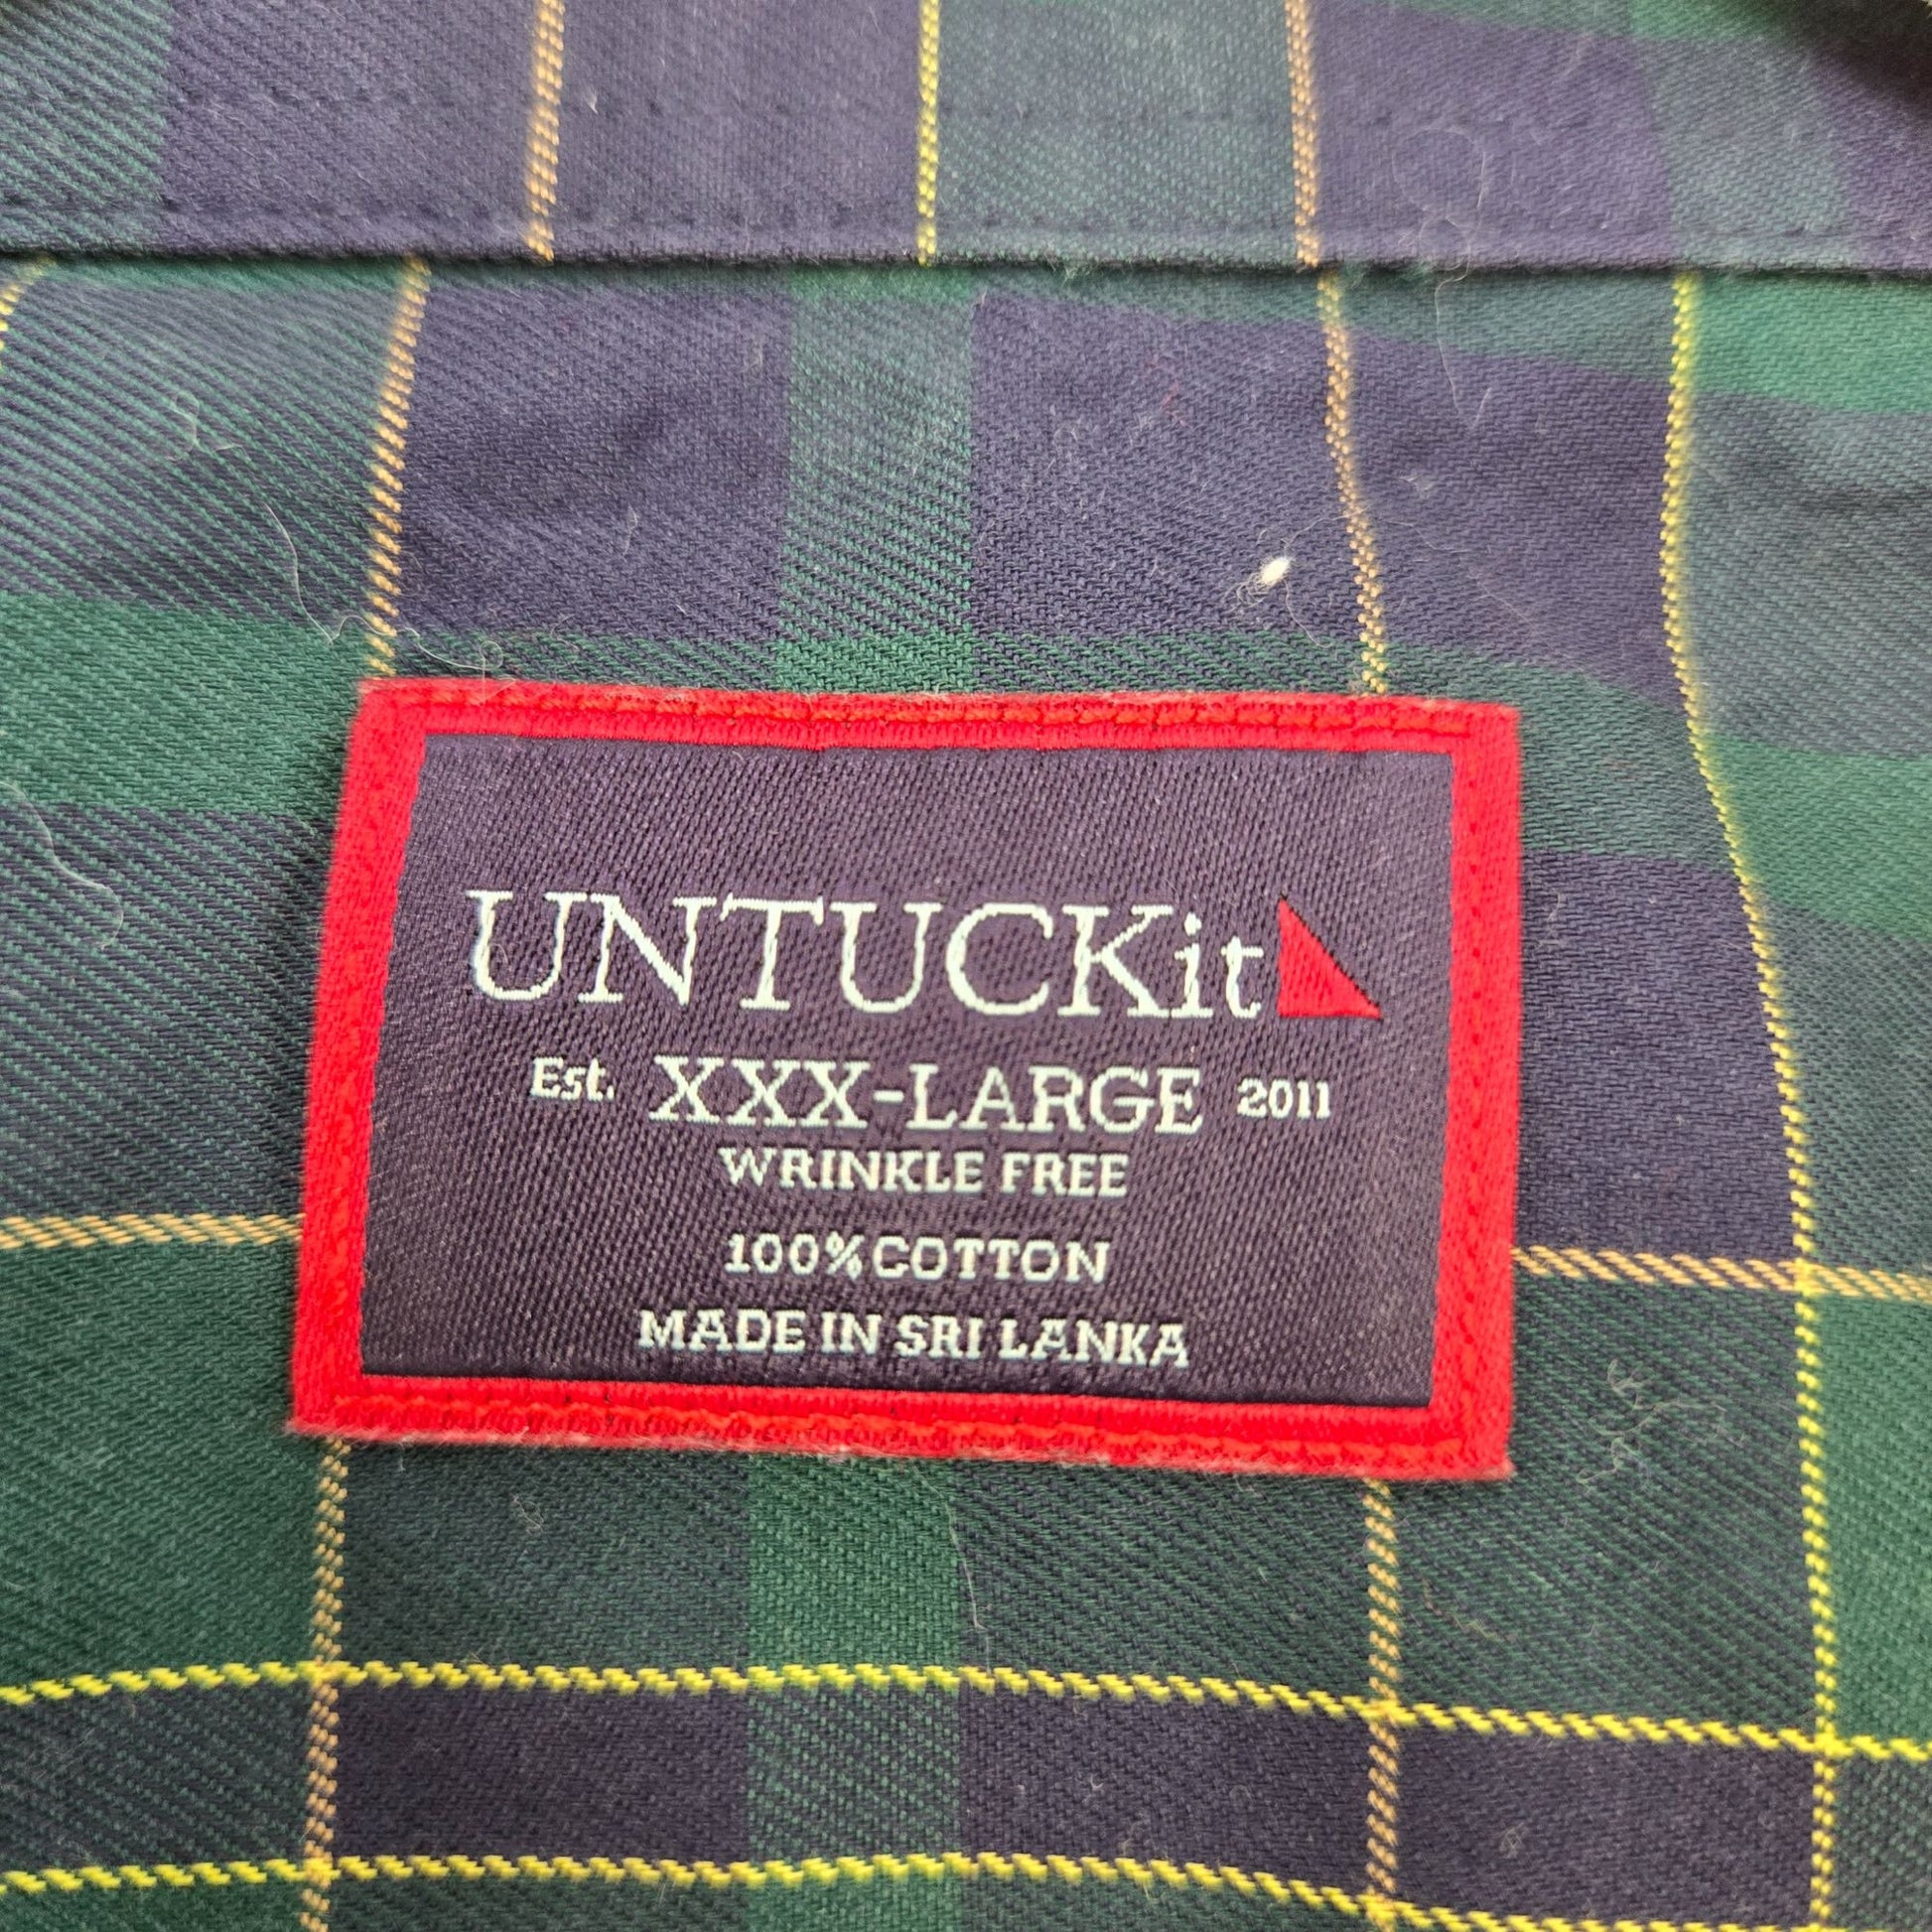 UNTUCKit
Est. XXX-LARGE 2011
WRINKLE FREE
100% COTTON
MADE IN SRI LANKA